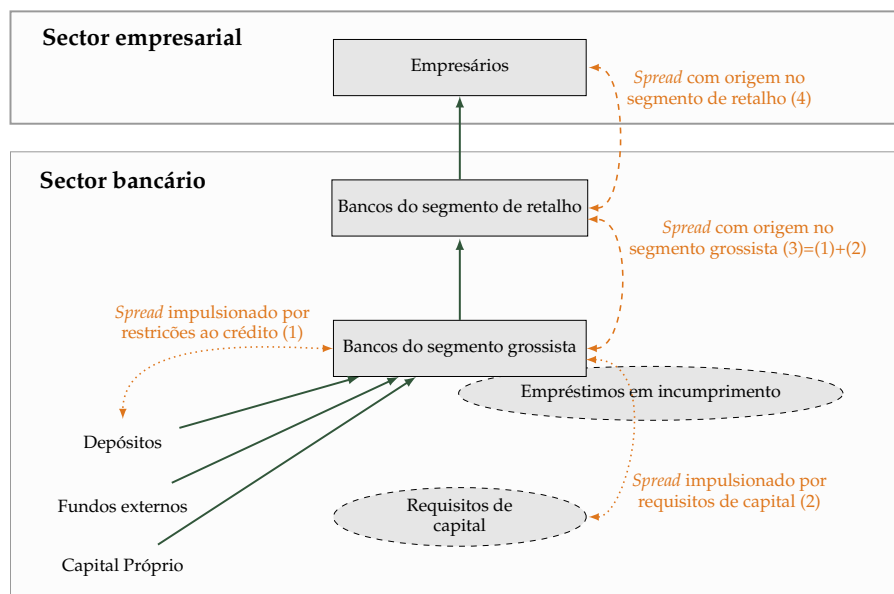 Sector empresarial
Empresários
Spread com origem no
segmento de retalho (4)
Sector bancário
Bancos do segmento de retalho
Spread com origem no
segmento grossista (3)=(1)+(2)
Spread impulsionado por
restricões ao crédito (1)
Bancos do segmento grossista
Empréstimos em incumprimento
Depósitos
Spread impulsionado por
requisitos de capital (2)
Fundos externos
Requisitos de
capital
Capital Próprio